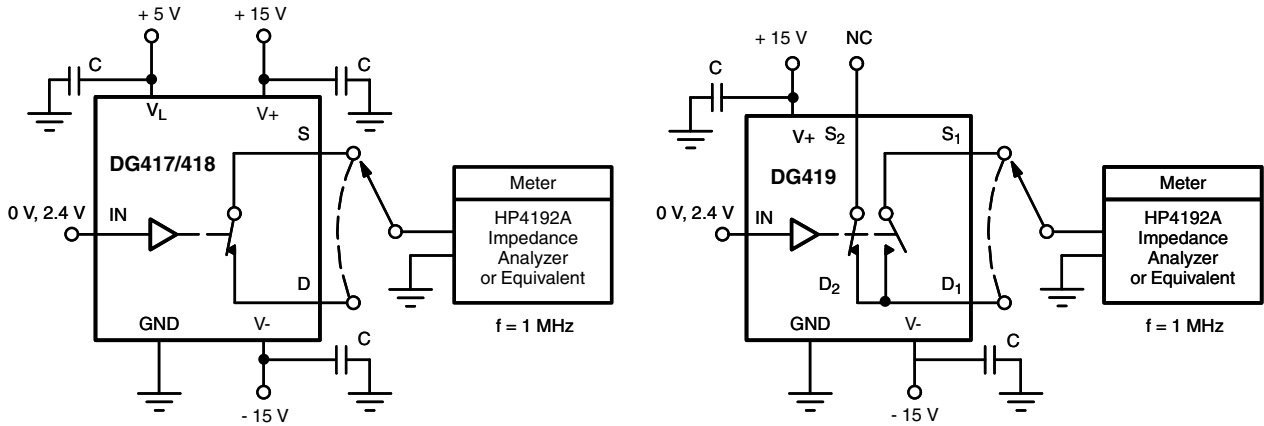 + 5 V
+ 15 V
C
C
VL
V+
S
DG417/418
0 V, 2.4 V
IN
D
GND
V-
C
- 15 V
Meter
HP4192A
Impedance
Analyzer
or Equivalent
f = 1 MHz
+ 15 V
NC
C
V+
S2
S1
DG419
0 V, 2.4 V
IN
D2
D1
GND
V-
C
- 15 V
Meter
HP4192A
Impedance
Analyzer
or Equivalent
f = 1 MHz